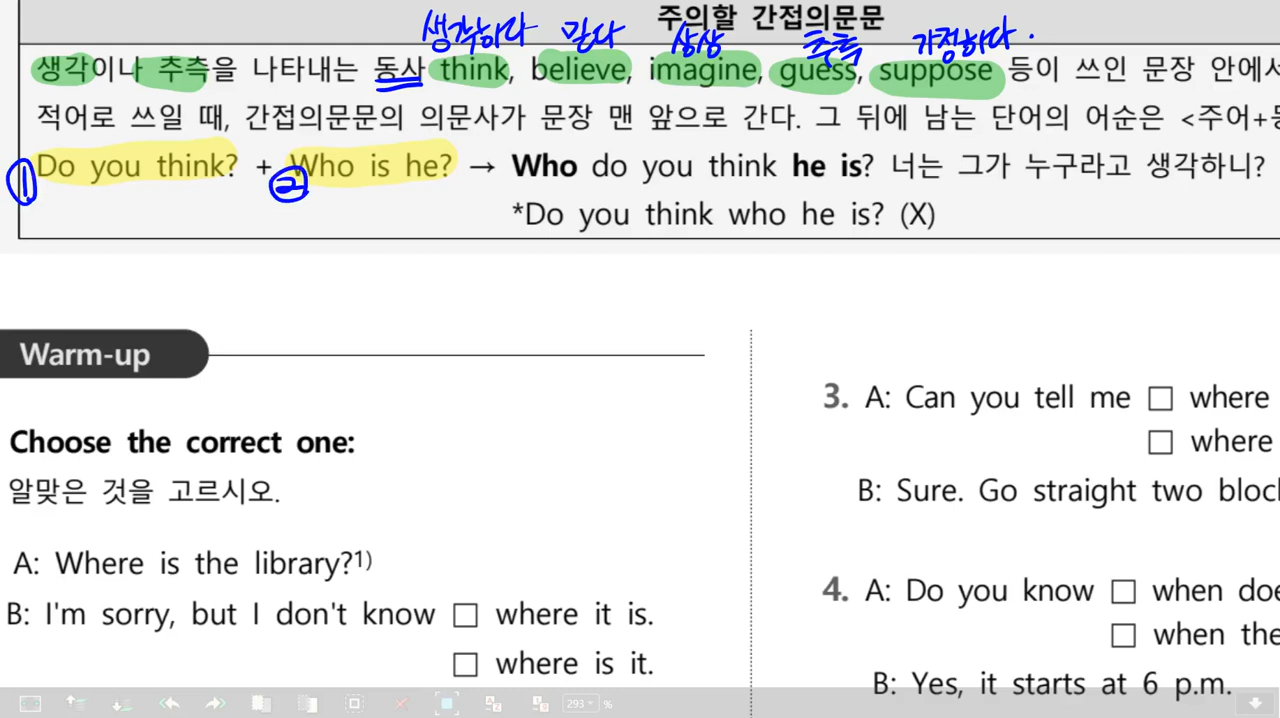 주의할 간접의문문
생각하다 믿다 상상 추측 가정하다.
생각이나 추측을 나타내는 동사 think, believe, imagine, guess, suppose 등이 쓰인 문장 안에서
적어로 쓰일 때, 간접의문문의 의문사가 문장 맨 앞으로 간다. 그 뒤에 남는 단어의 어순은 <주어+동
① Do you think? + ② Who is he? → Who do you think he is? 너는 그가 누구라고 생각하니?
*Do you think who he is? (X)
Warm-up
Choose the correct one:
알맞은 것을 고르시오.
A: Where is the library?1)
B: I'm sorry, but I don't know □ where it is.
□ where is it.
3. A: Can you tell me □ where
□ where
B: Sure. Go straight two bloc
4. A: Do you know □ when doe
□ when the
B: Yes, it starts at 6 p.m.
293 %